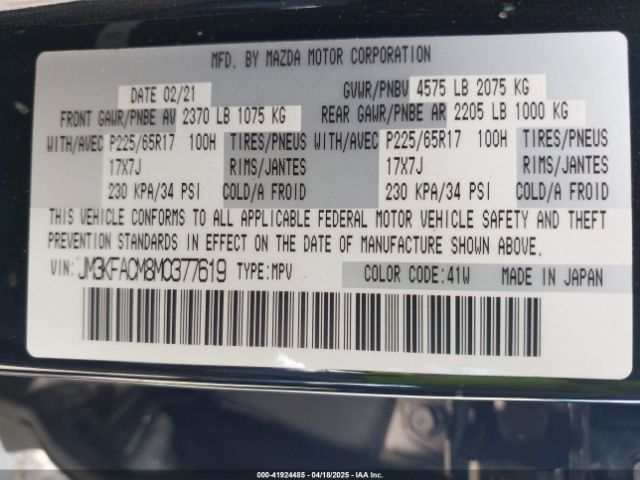 MFD. BY MAZDA MOTOR CORPORATION
DATE 02/21 GVWR/PNBV 4575 LB 2075 KG
FRONT GAWR/PNBE AV 2370 LB 1075 KG REAR GAWR/PNBE AR 2205 LB 1000 KG
WITH/AVEC P225/65R17 100H TIRES/PNEUS WITH/AVEC P225/65R17 100H TIRES/PNEUS
17X7J RIMS/JANTES 17X7J RIMS/JANTES
230 KPA/34 PSI COLD/A FROID 230 KPA/34 PSI COLD/A FROID
THIS VEHICLE CONFORMS TO ALL APPLICABLE FEDERAL MOTOR VEHICLE SAFETY AND THEFT
PREVENTION STANDARDS IN EFFECT ON THE DATE OF MANUFACTURE SHOWN ABOVE.
VIN: JM3KFACM8M0377619 TYPE:MPV COLOR CODE:41W MADE IN JAPAN
000-41924485 - 04/18/2025 - IAA Inc.